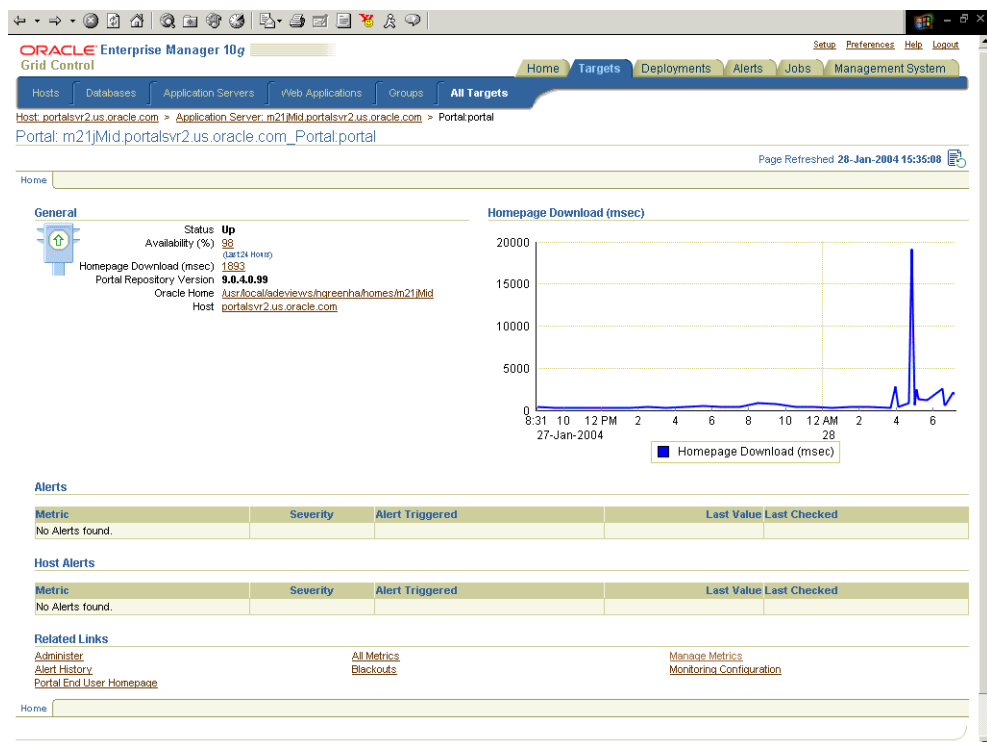 ORACLE Enterprise Manager 10g
Grid Control
Setup Preferences Help Logout
Home Targets Deployments Alerts Jobs Management System
Hosts Databases Application Servers Web Applications Groups All Targets
Host: portalsvr2.us.oracle.com > Application Server: m21jMid.portalsvr2.us.oracle.com > Portal:portal
Portal: m21jMid.portalsvr2.us.oracle.com_Portal:portal
Page Refreshed 28-Jan-2004 15:35:08
Home
General
Status Up
Availability (%) 98
(Last 24 Hours)
Homepage Download (msec) 1893
Portal Repository Version 9.0.4.0.99
Oracle Home /usr/local/adeviews/ngreenha/homes/m21jMid
Host portalsvr2.us.oracle.com
Homepage Download (msec)
20000
15000
10000
5000
0
8:31 10 12 PM 2 4 6 8 10 12 AM 2 4 6
27-Jan-2004 28
Homepage Download (msec)
Alerts
Metric Severity Alert Triggered Last Value Last Checked
No Alerts found.
Host Alerts
Metric Severity Alert Triggered Last Value Last Checked
No Alerts found.
Related Links
Administer All Metrics Manage Metrics
Alert History Blackouts Monitoring Configuration
Portal End User Homepage
Home